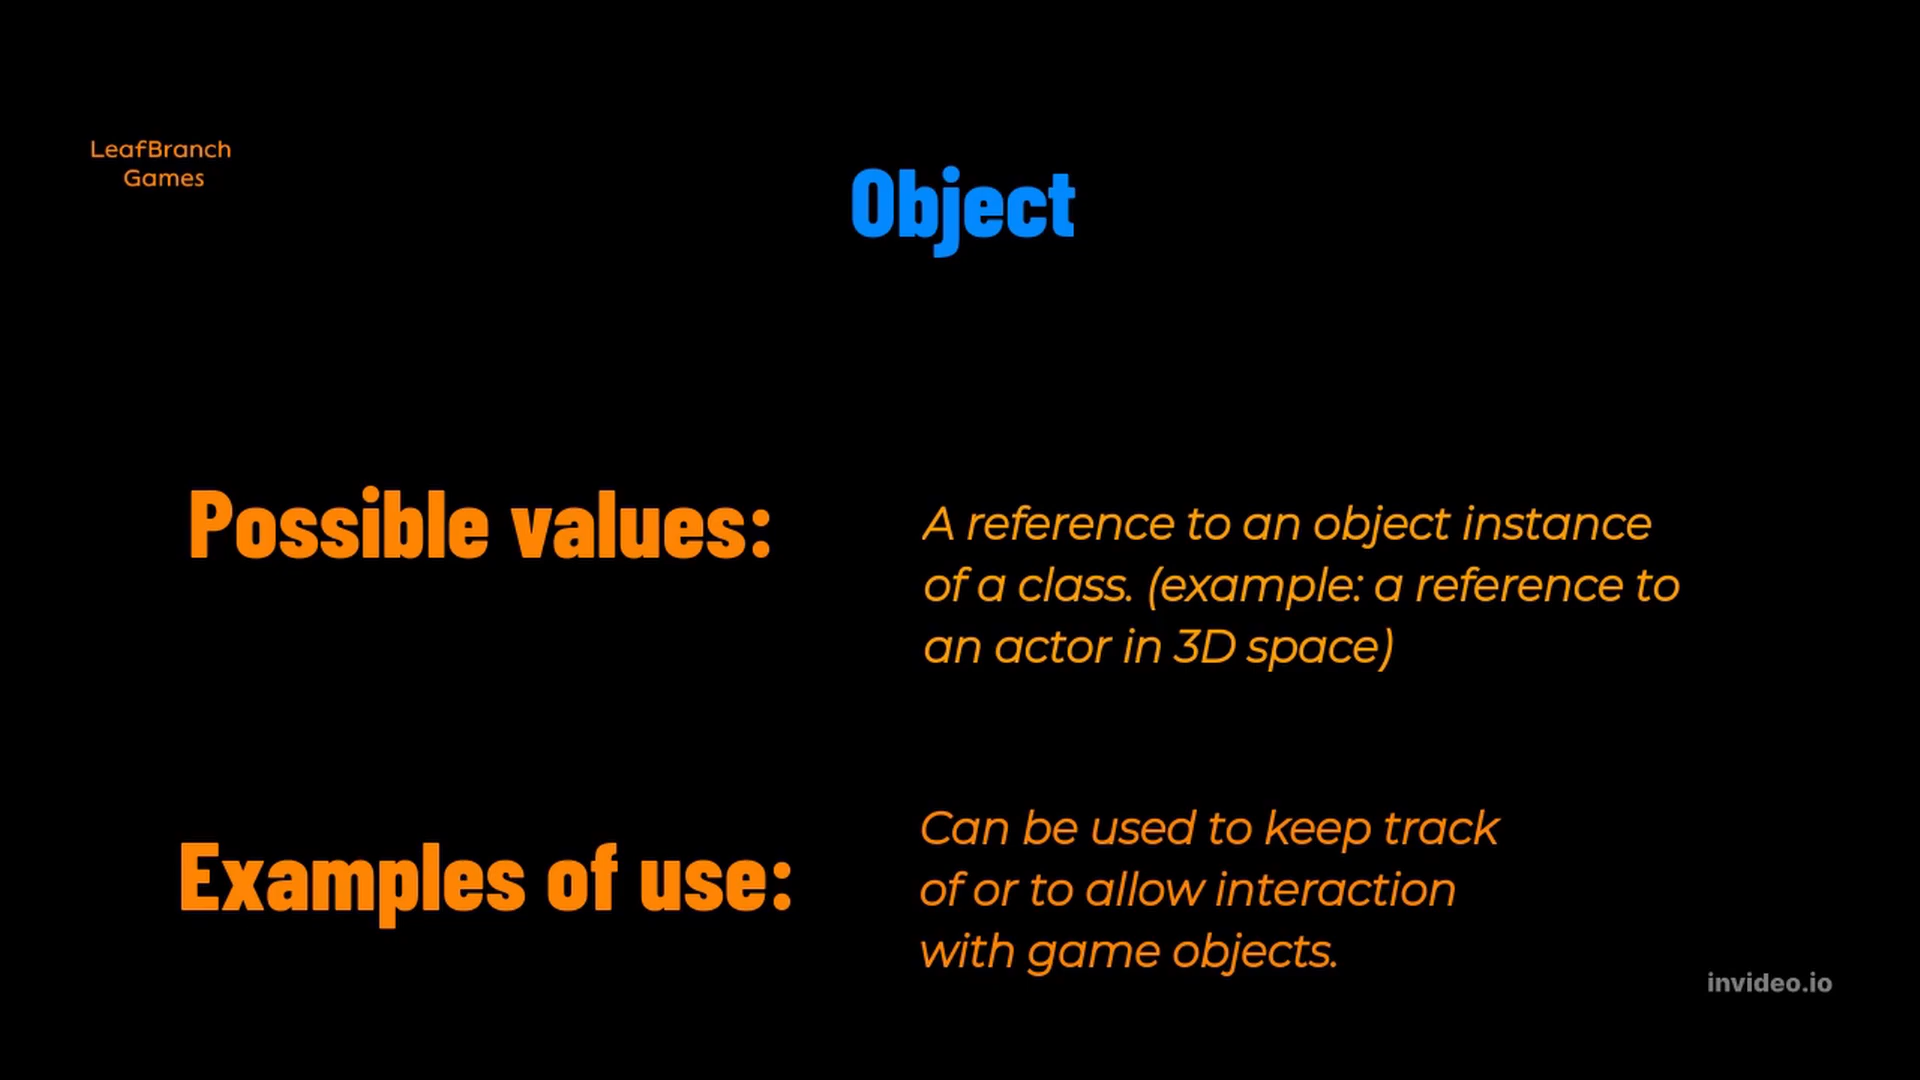 LeafBranch
Games
Object
Possible values:
A reference to an object instance
of a class. (example: a reference to
an actor in 3D space)
Examples of use:
Can be used to keep track
of or to allow interaction
with game objects.
invideo.io